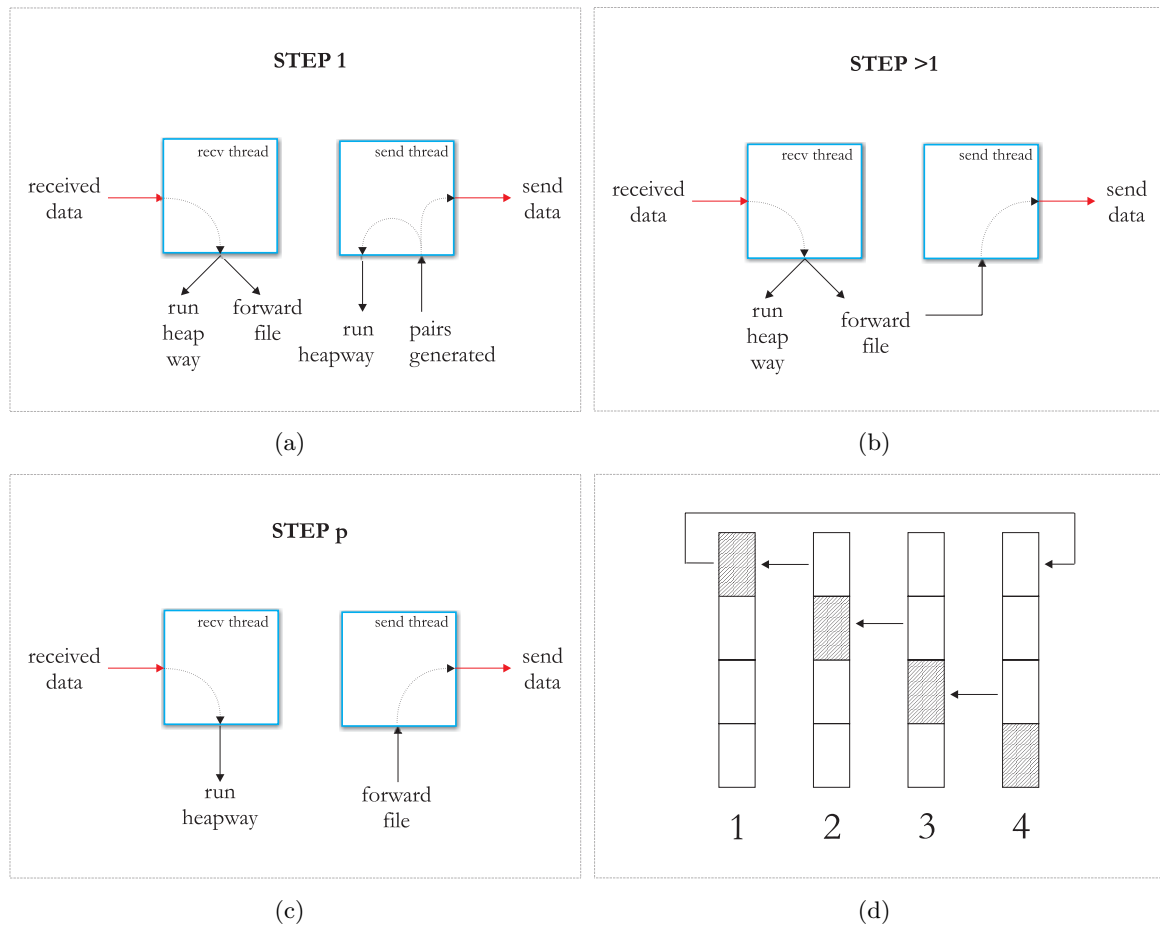 STEP 1
recv thread
send thread
received
data
send
data
run
heap
way
forward
file
run
heapway
pairs
generated
(a)
STEP >1
recv thread
send thread
received
data
send
data
run
heap
way
forward
file
(b)
STEP p
recv thread
send thread
received
data
send
data
run
heapway
forward
file
(c)
1 2 3 4
(d)